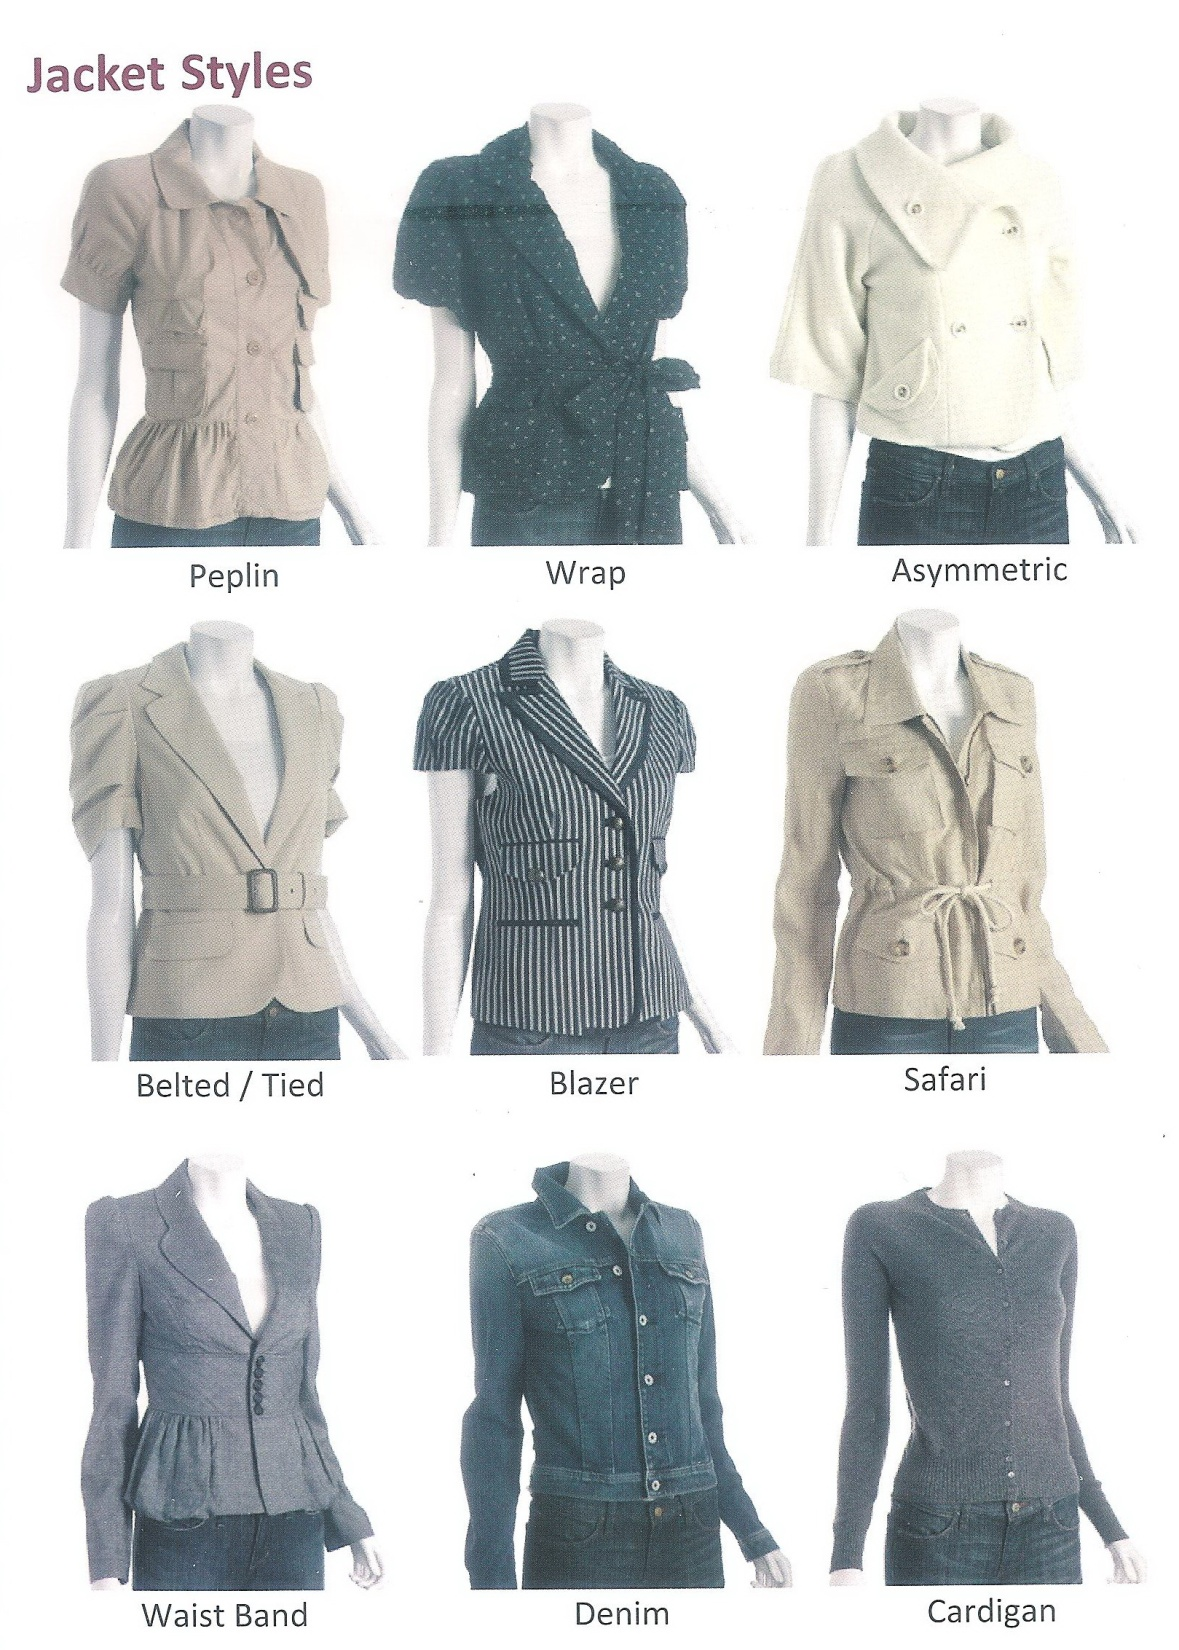 Jacket Styles
Peplin
Wrap
Asymmetric
Belted / Tied
Blazer
Safari
Waist Band
Denim
Cardigan